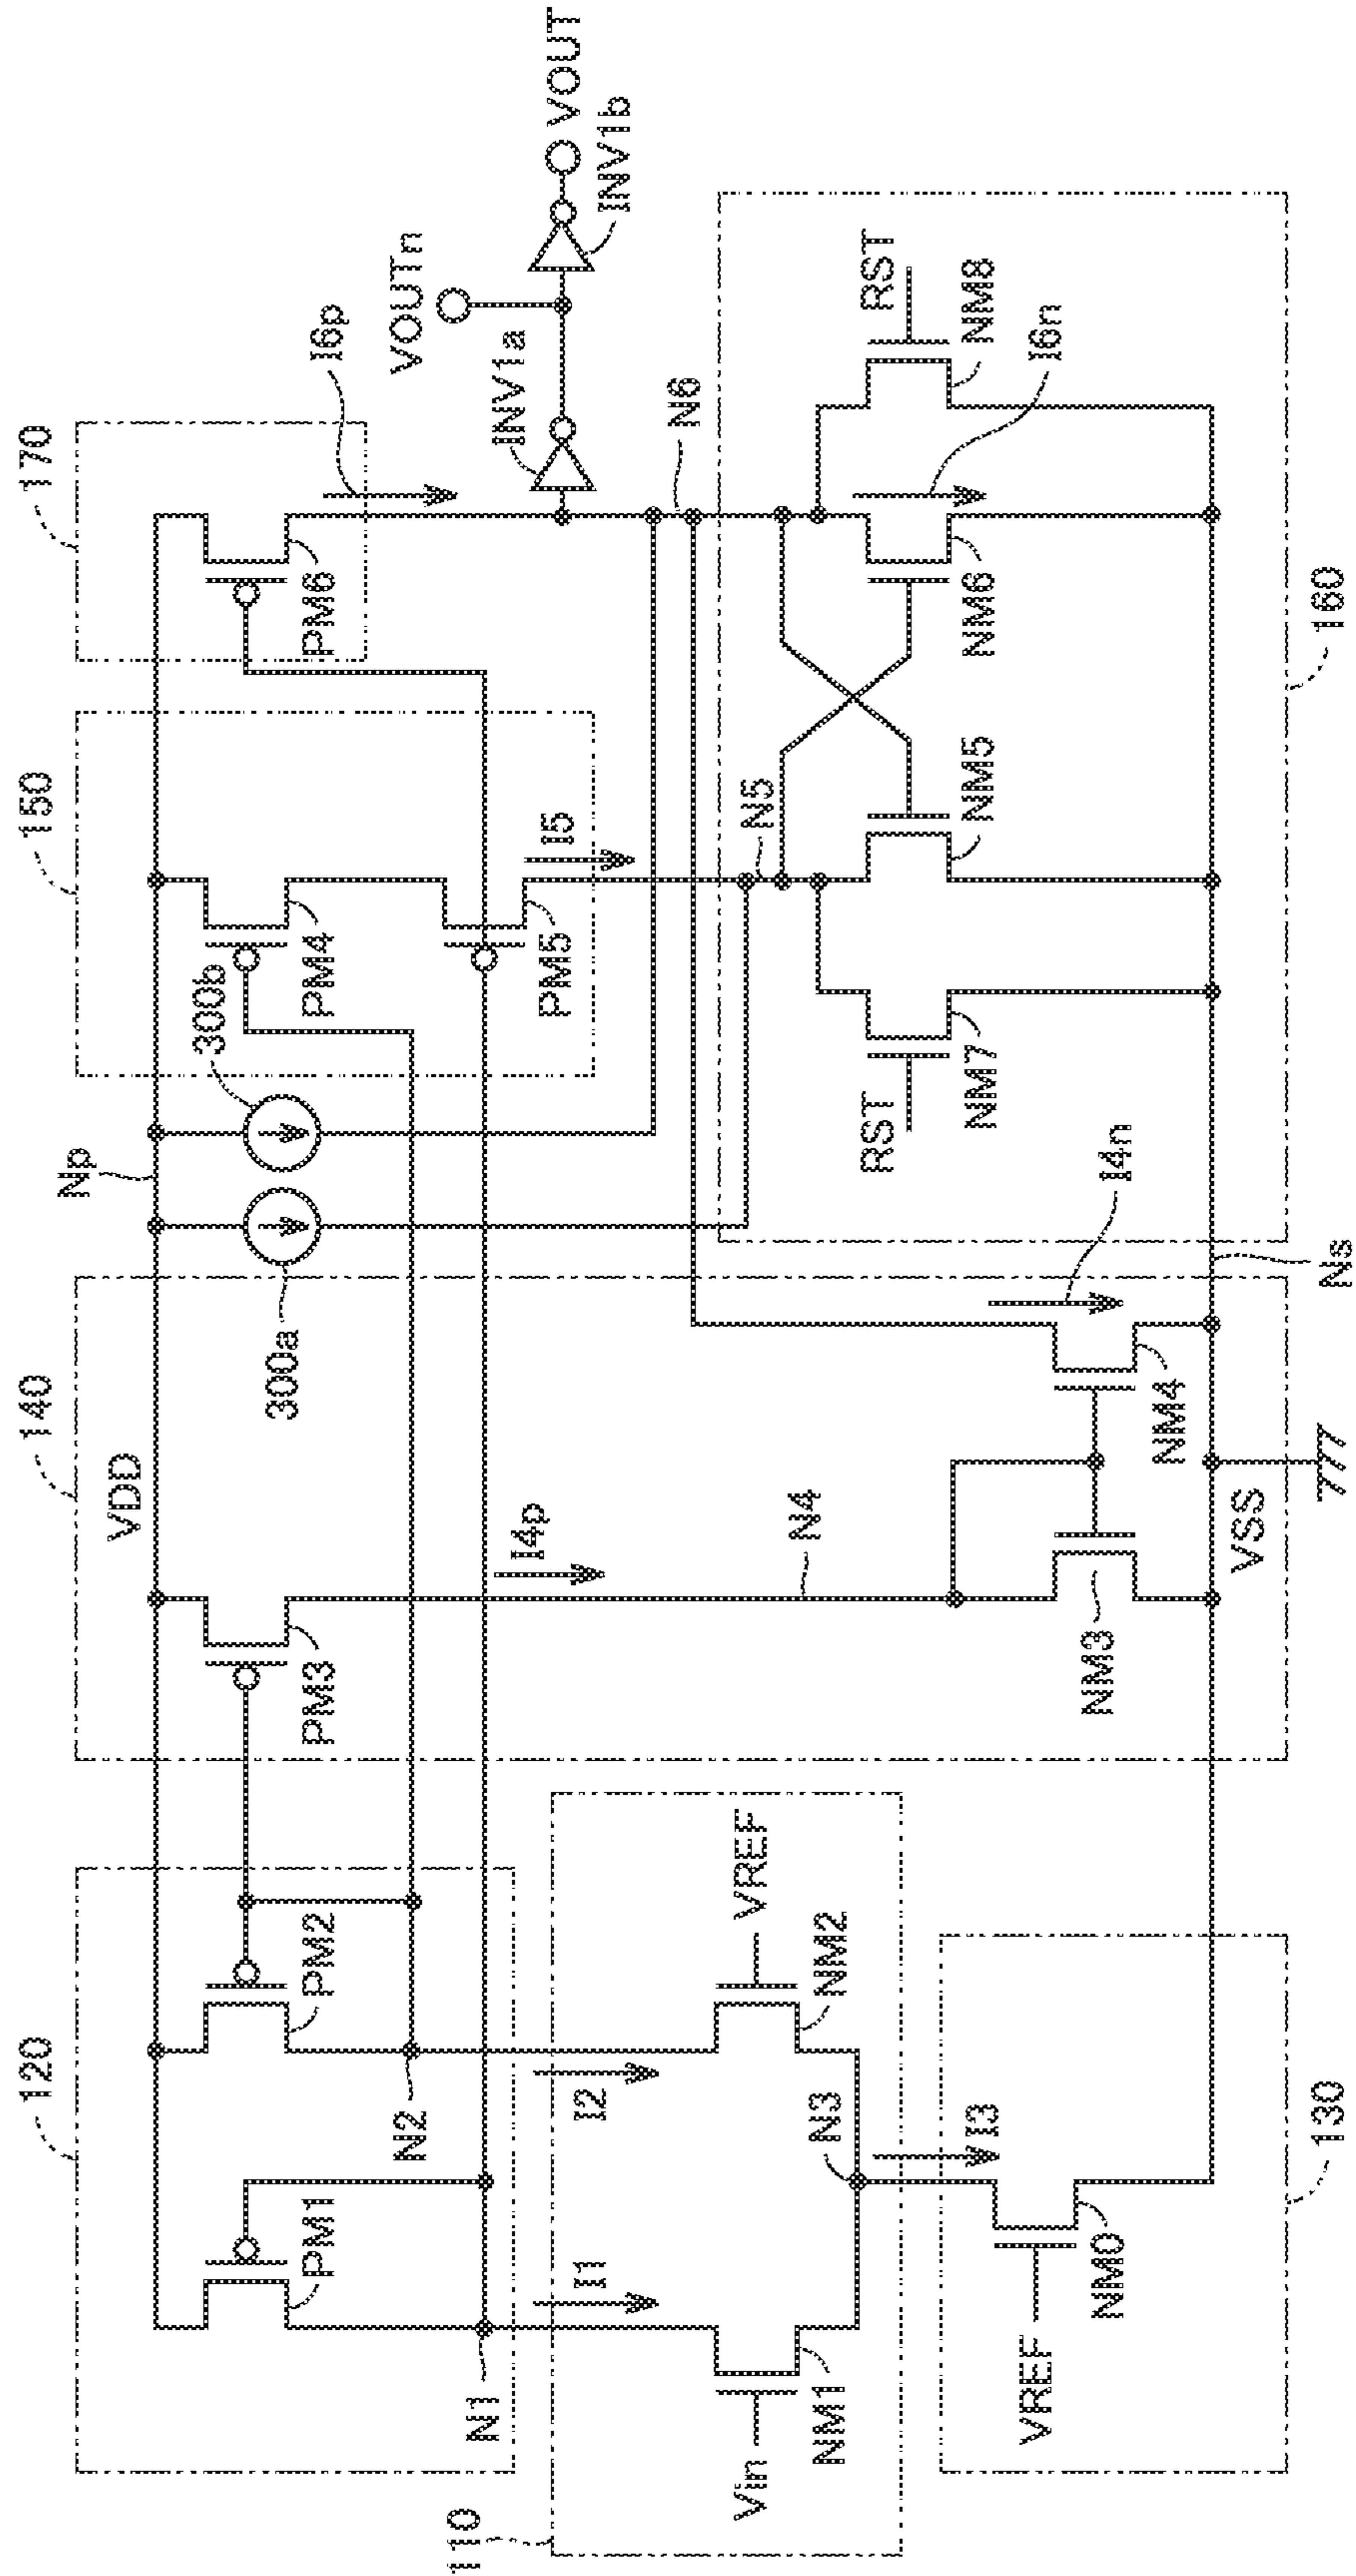 120
140
150
170
Np
VDD
300a
300b
PM1
PM2
PM3
PM4
PM6
I6p
VOUTn
VOUT
INV1a
INV1b
N1
N2
I4p
PM5
I5
N6
110
I1
I2
Vin
NM1
VREF
NM2
N3
N4
N5
RST
NM7
NM5
NM6
RST
NM8
I6n
I4n
I3
VREF
NM0
NM3
NM4
VSS
Ns
130
160